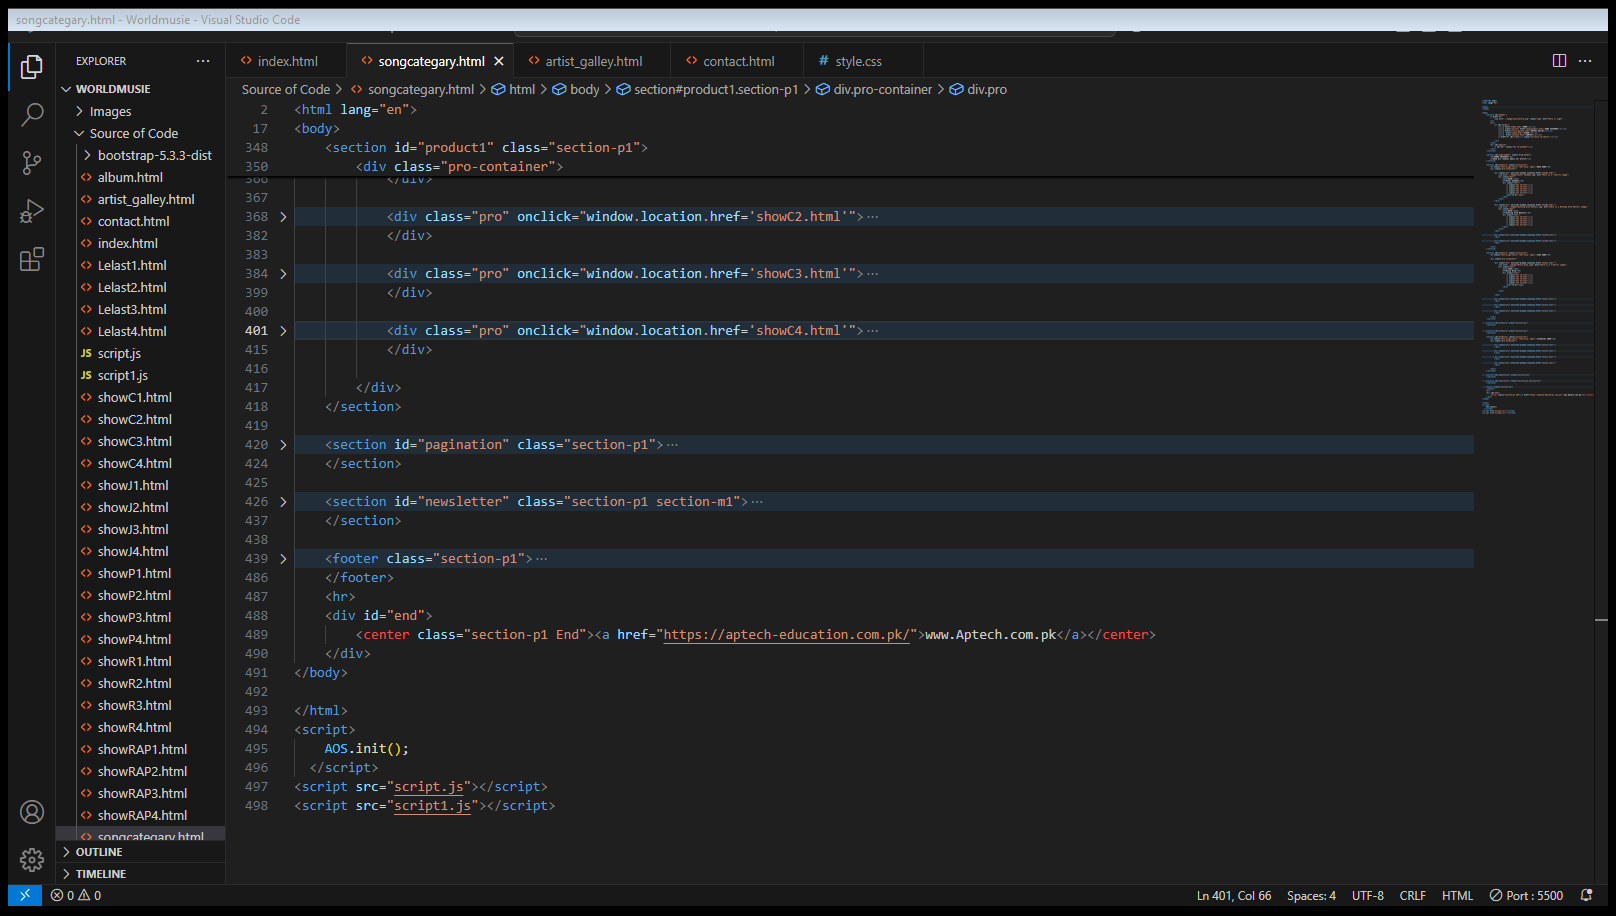 songcategary.html - Worldmusie - Visual Studio Code
EXPLORER
index.html
songcategary.html
artist_galley.html
contact.html
# style.css
WORLDMUSIE
Images
Source of Code
bootstrap-5.3.3-dist
album.html
artist_galley.html
contact.html
index.html
Lelast1.html
Lelast2.html
Lelast3.html
Lelast4.html
JS script.js
JS script1.js
showC1.html
showC2.html
showC3.html
showC4.html
showJ1.html
showJ2.html
showJ3.html
showJ4.html
showP1.html
showP2.html
showP3.html
showP4.html
showR1.html
showR2.html
showR3.html
showR4.html
showRAP1.html
showRAP2.html
showRAP3.html
showRAP4.html
songcategary.html
OUTLINE
TIMELINE
Source of Code > songcategary.html > html > body > section#product1.section-p1 > div.pro-container > div.pro
2 <html lang="en">
17 <body>
348 <section id="product1" class="section-p1">
350 <div class="pro-container">
366 </div>
367
368 <div class="pro" onclick="window.location.href='showC2.html'">···
382 </div>
383
384 <div class="pro" onclick="window.location.href='showC3.html'">···
399 </div>
400
401 <div class="pro" onclick="window.location.href='showC4.html'">···
415 </div>
416
417 </div>
418 </section>
419
420 <section id="pagination" class="section-p1">···
424 </section>
425
426 <section id="newsletter" class="section-p1 section-m1">···
437 </section>
438
439 <footer class="section-p1">···
486 </footer>
487 <hr>
488 <div id="end">
489 <center class="section-p1 End"><a href="https://aptech-education.com.pk/">www.Aptech.com.pk</a></center>
490 </div>
491 </body>
492
493 </html>
494 <script>
495 AOS.init();
496 </script>
497 <script src="script.js"></script>
498 <script src="script1.js"></script>
0 0
Ln 401, Col 66
Spaces: 4
UTF-8
CRLF
HTML
Port : 5500